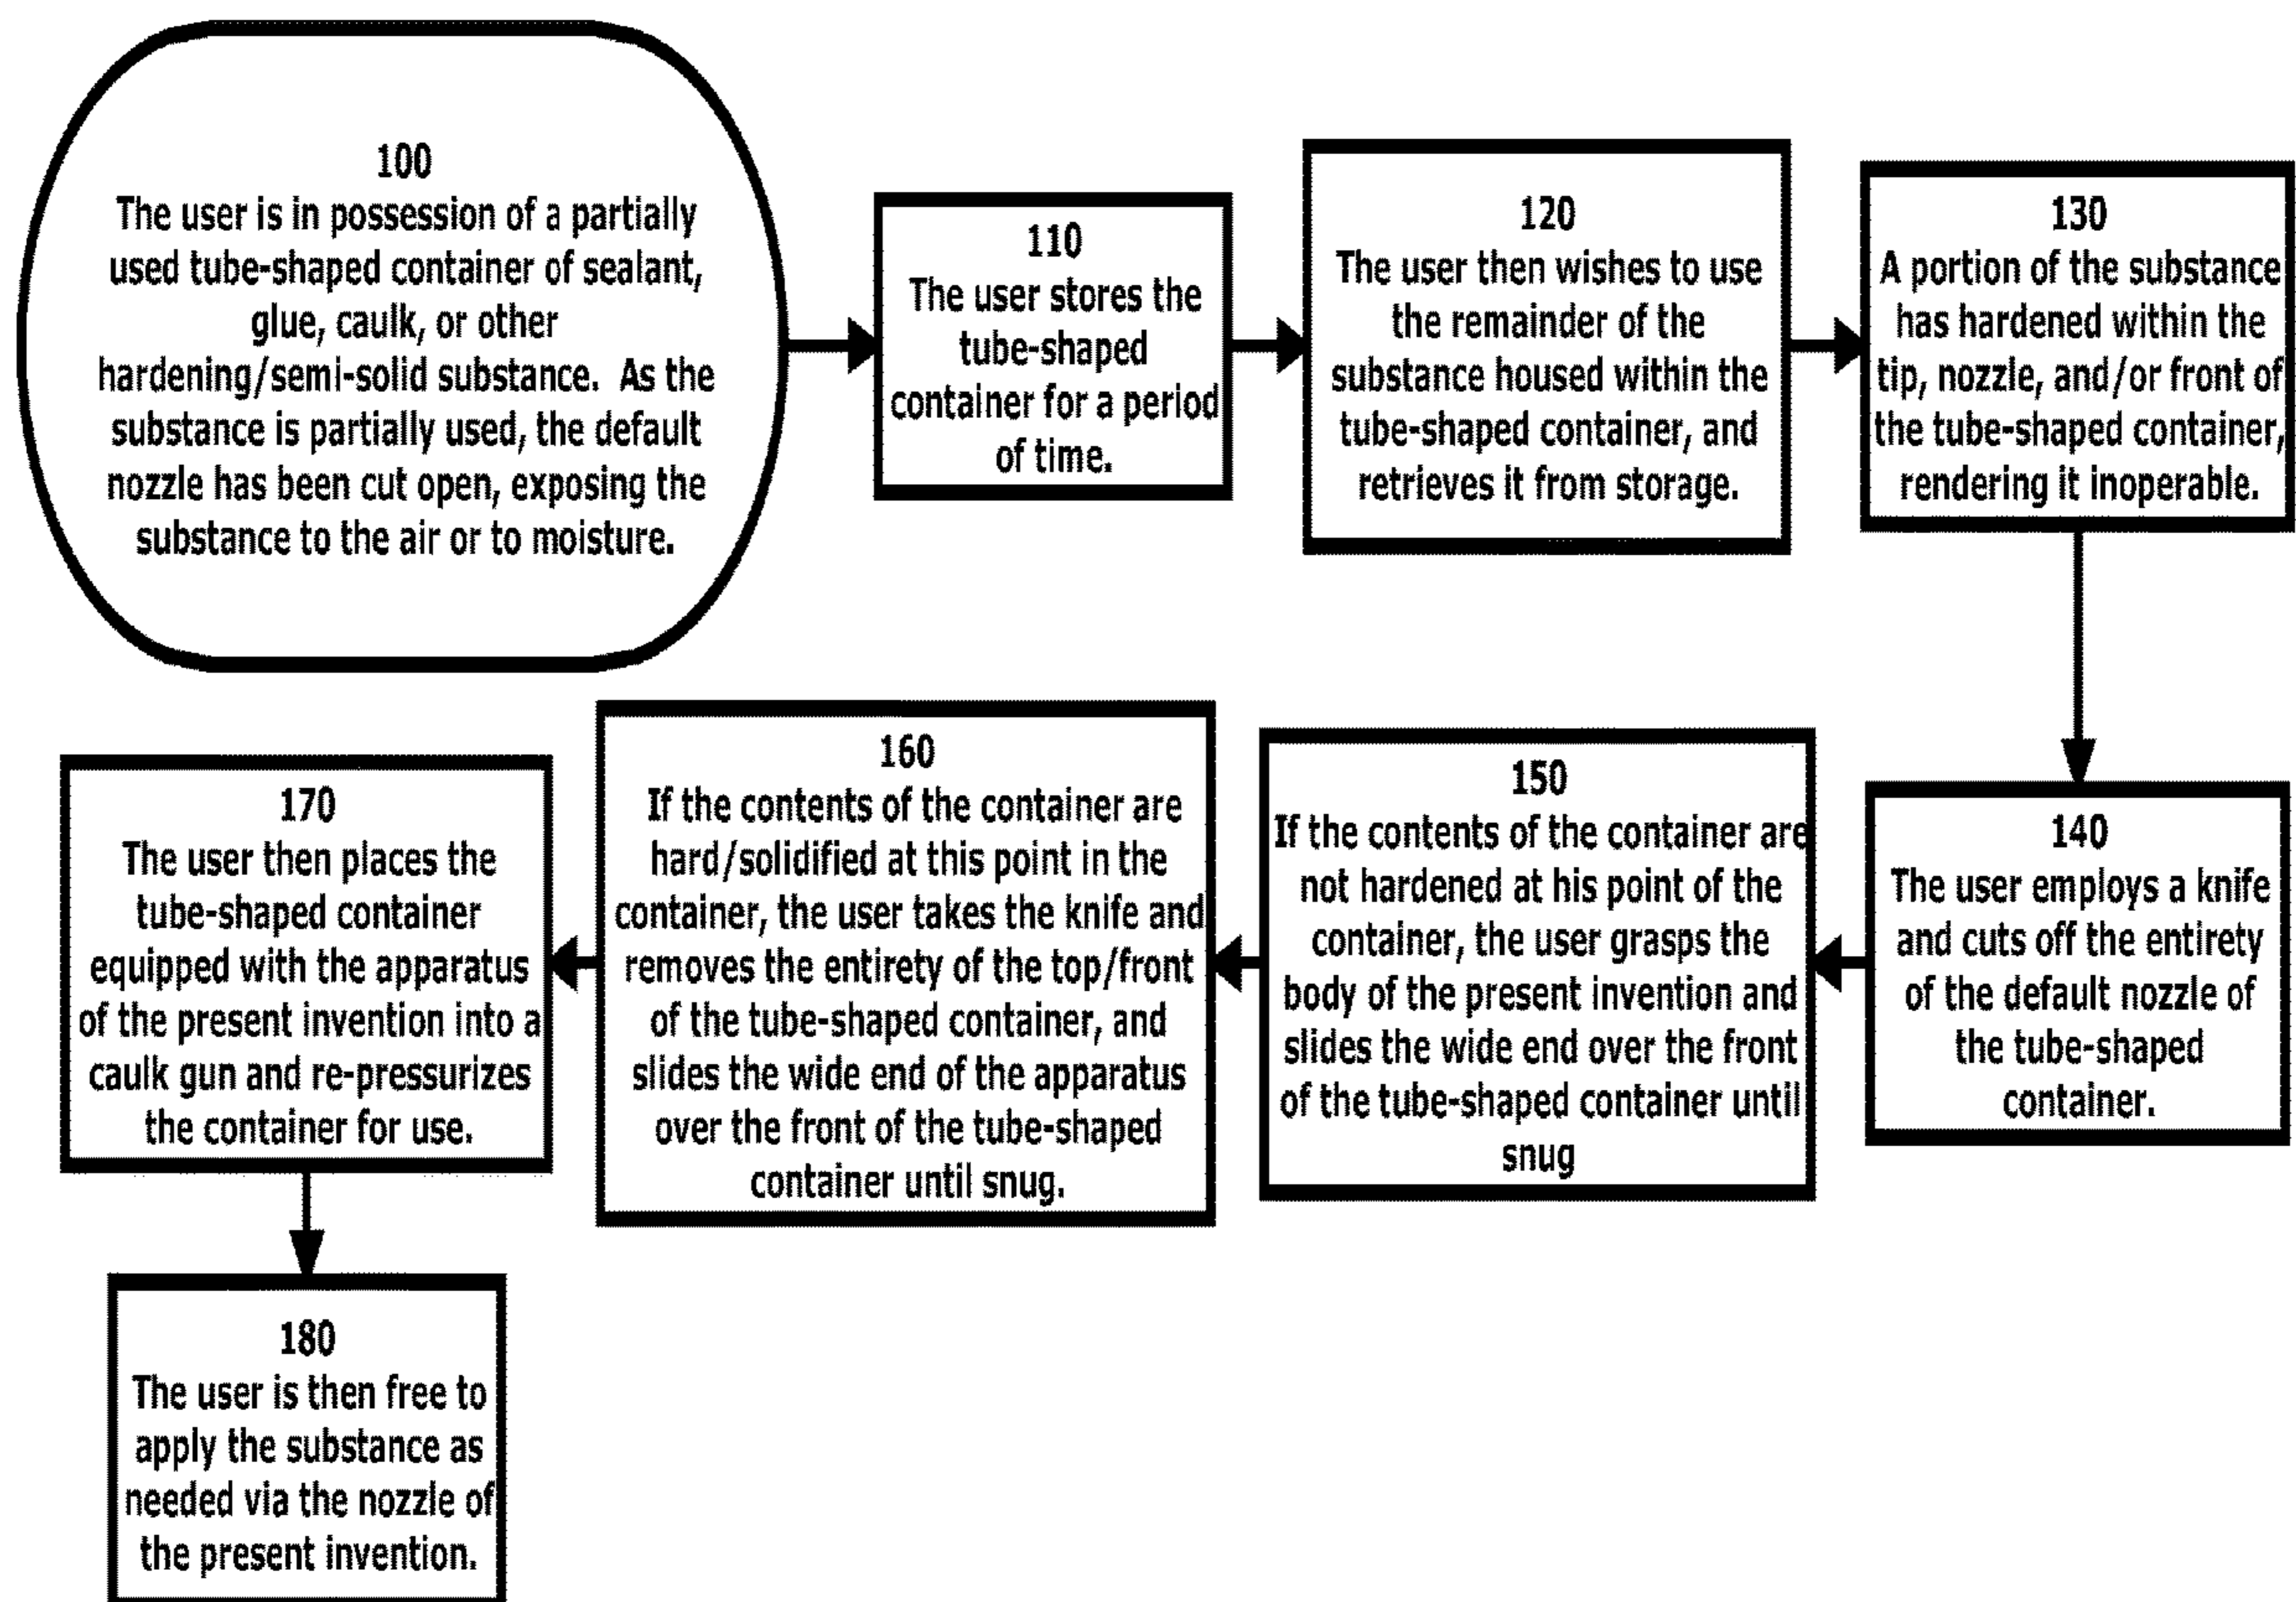 100
The user is in possession of a partially
used tube-shaped container of sealant,
glue, caulk, or other
hardening/semi-solid substance. As the
substance is partially used, the default
nozzle has been cut open, exposing the
substance to the air or to moisture.
110
The user stores the
tube-shaped
container for a period
of time.
120
The user then wishes to use
the remainder of the
substance housed within the
tube-shaped container, and
retrieves it from storage.
130
A portion of the substance
has hardened within the
tip, nozzle, and/or front of
the tube-shaped container,
rendering it inoperable.
140
The user employs a knife
and cuts off the entirety
of the default nozzle of
the tube-shaped
container.
150
If the contents of the container are
not hardened at his point of the
container, the user grasps the
body of the present invention and
slides the wide end over the front
of the tube-shaped container until
snug
160
If the contents of the container are
hard/solidified at this point in the
container, the user takes the knife and
removes the entirety of the top/front
of the tube-shaped container, and
slides the wide end of the apparatus
over the front of the tube-shaped
container until snug.
170
The user then places the
tube-shaped container
equipped with the apparatus
of the present invention into a
caulk gun and re-pressurizes
the container for use.
180
The user is then free to
apply the substance as
needed via the nozzle of
the present invention.